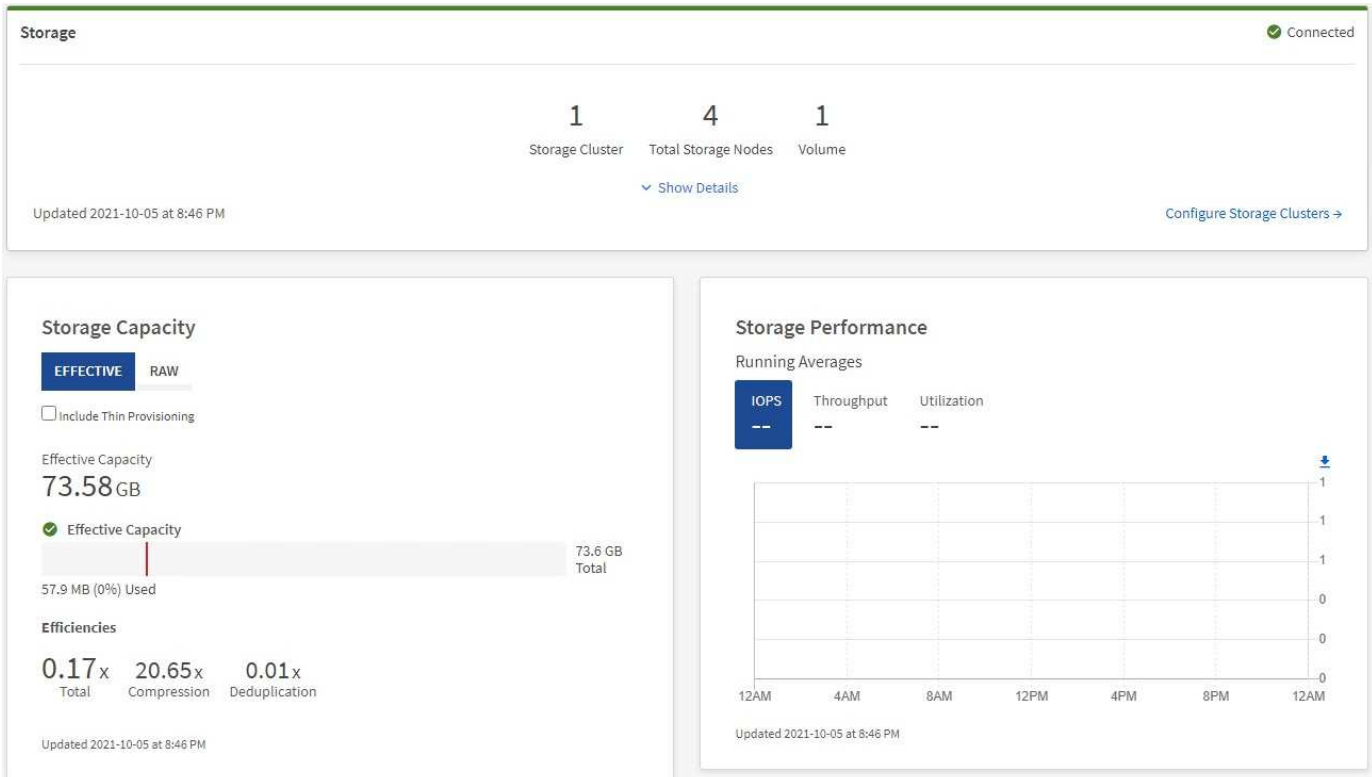 Storage
Connected
1 4 1
Storage Cluster Total Storage Nodes Volume
Show Details
Updated 2021-10-05 at 8:46 PM
Configure Storage Clusters →
Storage Capacity
EFFECTIVE RAW
Include Thin Provisioning
Effective Capacity
73.58 GB
Effective Capacity
73.6 GB
Total
57.9 MB (0%) Used
Efficiencies
0.17x 20.65x 0.01x
Total Compression Deduplication
Updated 2021-10-05 at 8:46 PM
Storage Performance
Running Averages
IOPS Throughput Utilization
-- -- --
1
1
1
0
0
0
12AM 4AM 8AM 12PM 4PM 8PM 12AM
Updated 2021-10-05 at 8:46 PM